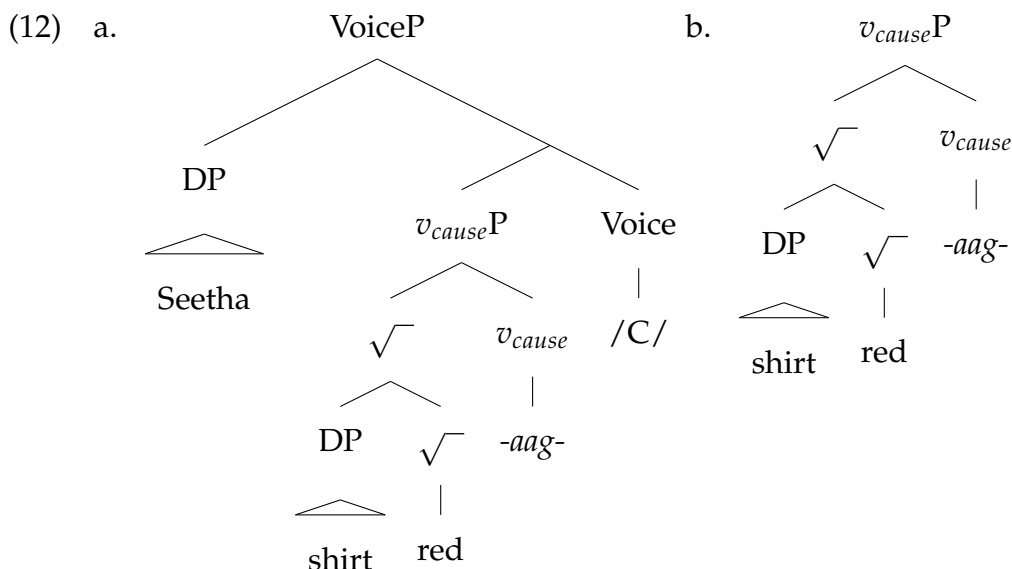 (12) a. VoiceP b. v_causeP
√ v_cause
DP
v_causeP Voice DP √ -aag-
Seetha
√ v_cause /C/ shirt red
DP √ -aag-
shirt red